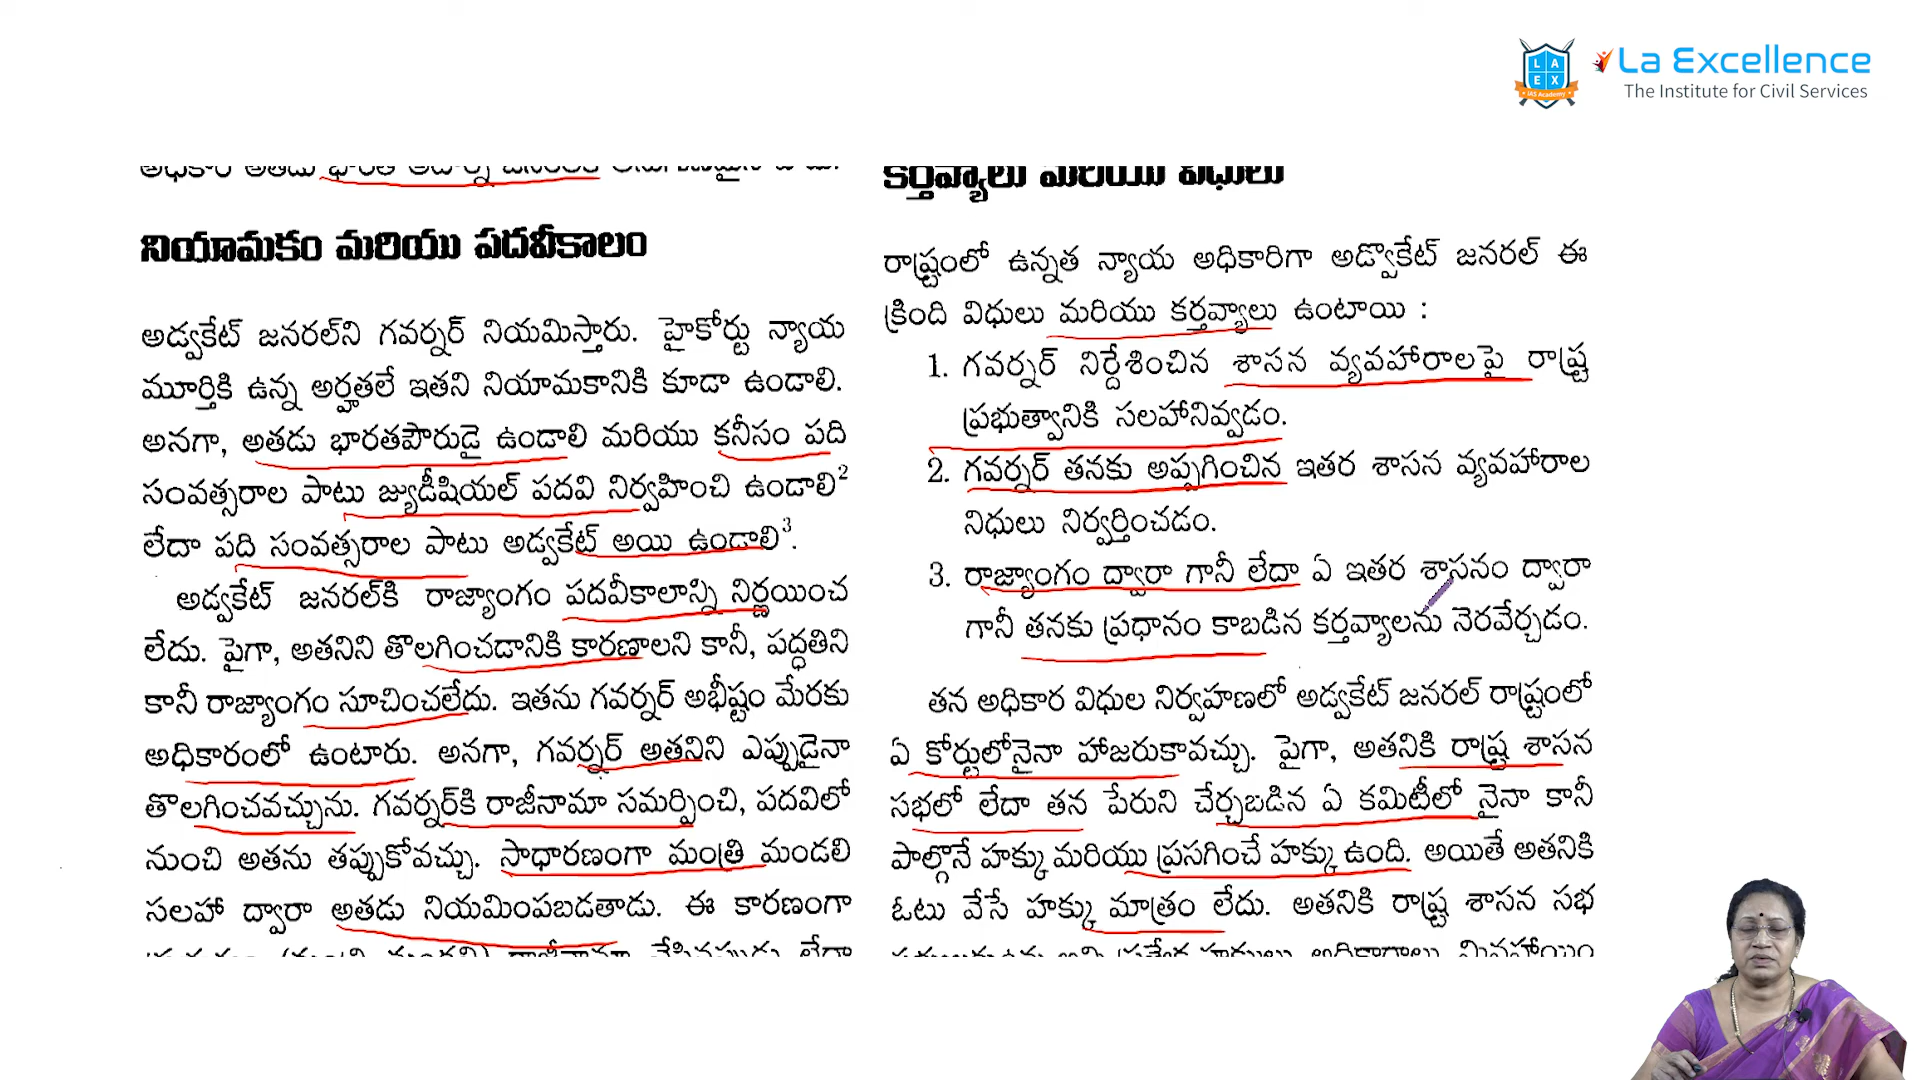 La Excellence
The Institute for Civil Services
L A
E X
IAS Academy
నియామకం మరియు పదవీకాలం
అడ్వకేట్ జనరల్‌ని గవర్నర్ నియమిస్తారు. హైకోర్టు న్యాయ
మూర్తికి ఉన్న అర్హతలే ఇతని నియామకానికి కూడా ఉండాలి.
అనగా, అతడు భారతపౌరుడై ఉండాలి మరియు కనీసం పది
సంవత్సరాల పాటు జ్యుడీషియల్ పదవి నిర్వహించి ఉండాలి2
లేదా పది సంవత్సరాల పాటు అడ్వకేట్ అయి ఉండాలి3.
అడ్వకేట్ జనరల్‌కి రాజ్యాంగం పదవీకాలాన్ని నిర్ణయించ
లేదు. పైగా, అతనిని తొలగించడానికి కారణాలని కానీ, పద్ధతిని
కానీ రాజ్యాంగం సూచించలేదు. ఇతను గవర్నర్ అభీష్టం మేరకు
అధికారంలో ఉంటారు. అనగా, గవర్నర్ అతనిని ఎప్పుడైనా
తొలగించవచ్చును. గవర్నర్‌కి రాజీనామా సమర్పించి, పదవిలో
నుంచి అతను తప్పుకోవచ్చు. సాధారణంగా మంత్రి మండలి
సలహా ద్వారా అతడు నియమింపబడతాడు. ఈ కారణంగా
కర్తవ్యాలు మరియు విధులు
రాష్ట్రంలో ఉన్నత న్యాయ అధికారిగా అడ్వొకేట్ జనరల్ ఈ
క్రింది విధులు మరియు కర్తవ్యాలు ఉంటాయి :
1. గవర్నర్ నిర్దేశించిన శాసన వ్యవహారాలపై రాష్ట్ర
ప్రభుత్వానికి సలహానివ్వడం.
2. గవర్నర్ తనకు అప్పగించిన ఇతర శాసన వ్యవహారాల
నిధులు నిర్వర్తించడం.
3. రాజ్యాంగం ద్వారా గానీ లేదా ఏ ఇతర శాసనం ద్వారా
గానీ తనకు ప్రధానం కాబడిన కర్తవ్యాలను నెరవేర్చడం.
తన అధికార విధుల నిర్వహణలో అడ్వకేట్ జనరల్ రాష్ట్రంలో
ఏ కోర్టులోనైనా హాజరుకావచ్చు. పైగా, అతనికి రాష్ట్ర శాసన
సభలో లేదా తన పేరుని చేర్చబడిన ఏ కమిటీలో నైనా కానీ
పాల్గొనే హక్కు మరియు ప్రసగించే హక్కు ఉంది. అయితే అతనికి
ఓటు వేసే హక్కు మాత్రం లేదు. అతనికి రాష్ట్ర శాసన సభ